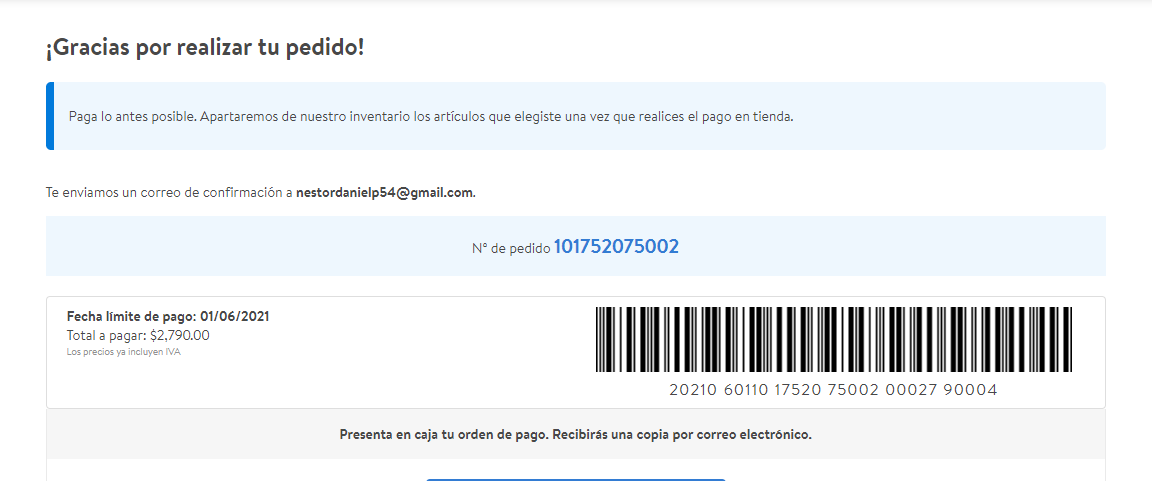 ¡Gracias por realizar tu pedido!
Paga lo antes posible. Apartaremos de nuestro inventario los artículos que elegiste una vez que realices el pago en tienda.
Te enviamos un correo de confirmación a nestordanielp54@gmail.com.
N° de pedido 101752075002
Fecha límite de pago: 01/06/2021
Total a pagar: $2,790.00
Los precios ya incluyen IVA
20210 60110 17520 75002 00027 90004
Presenta en caja tu orden de pago. Recibirás una copia por correo electrónico.